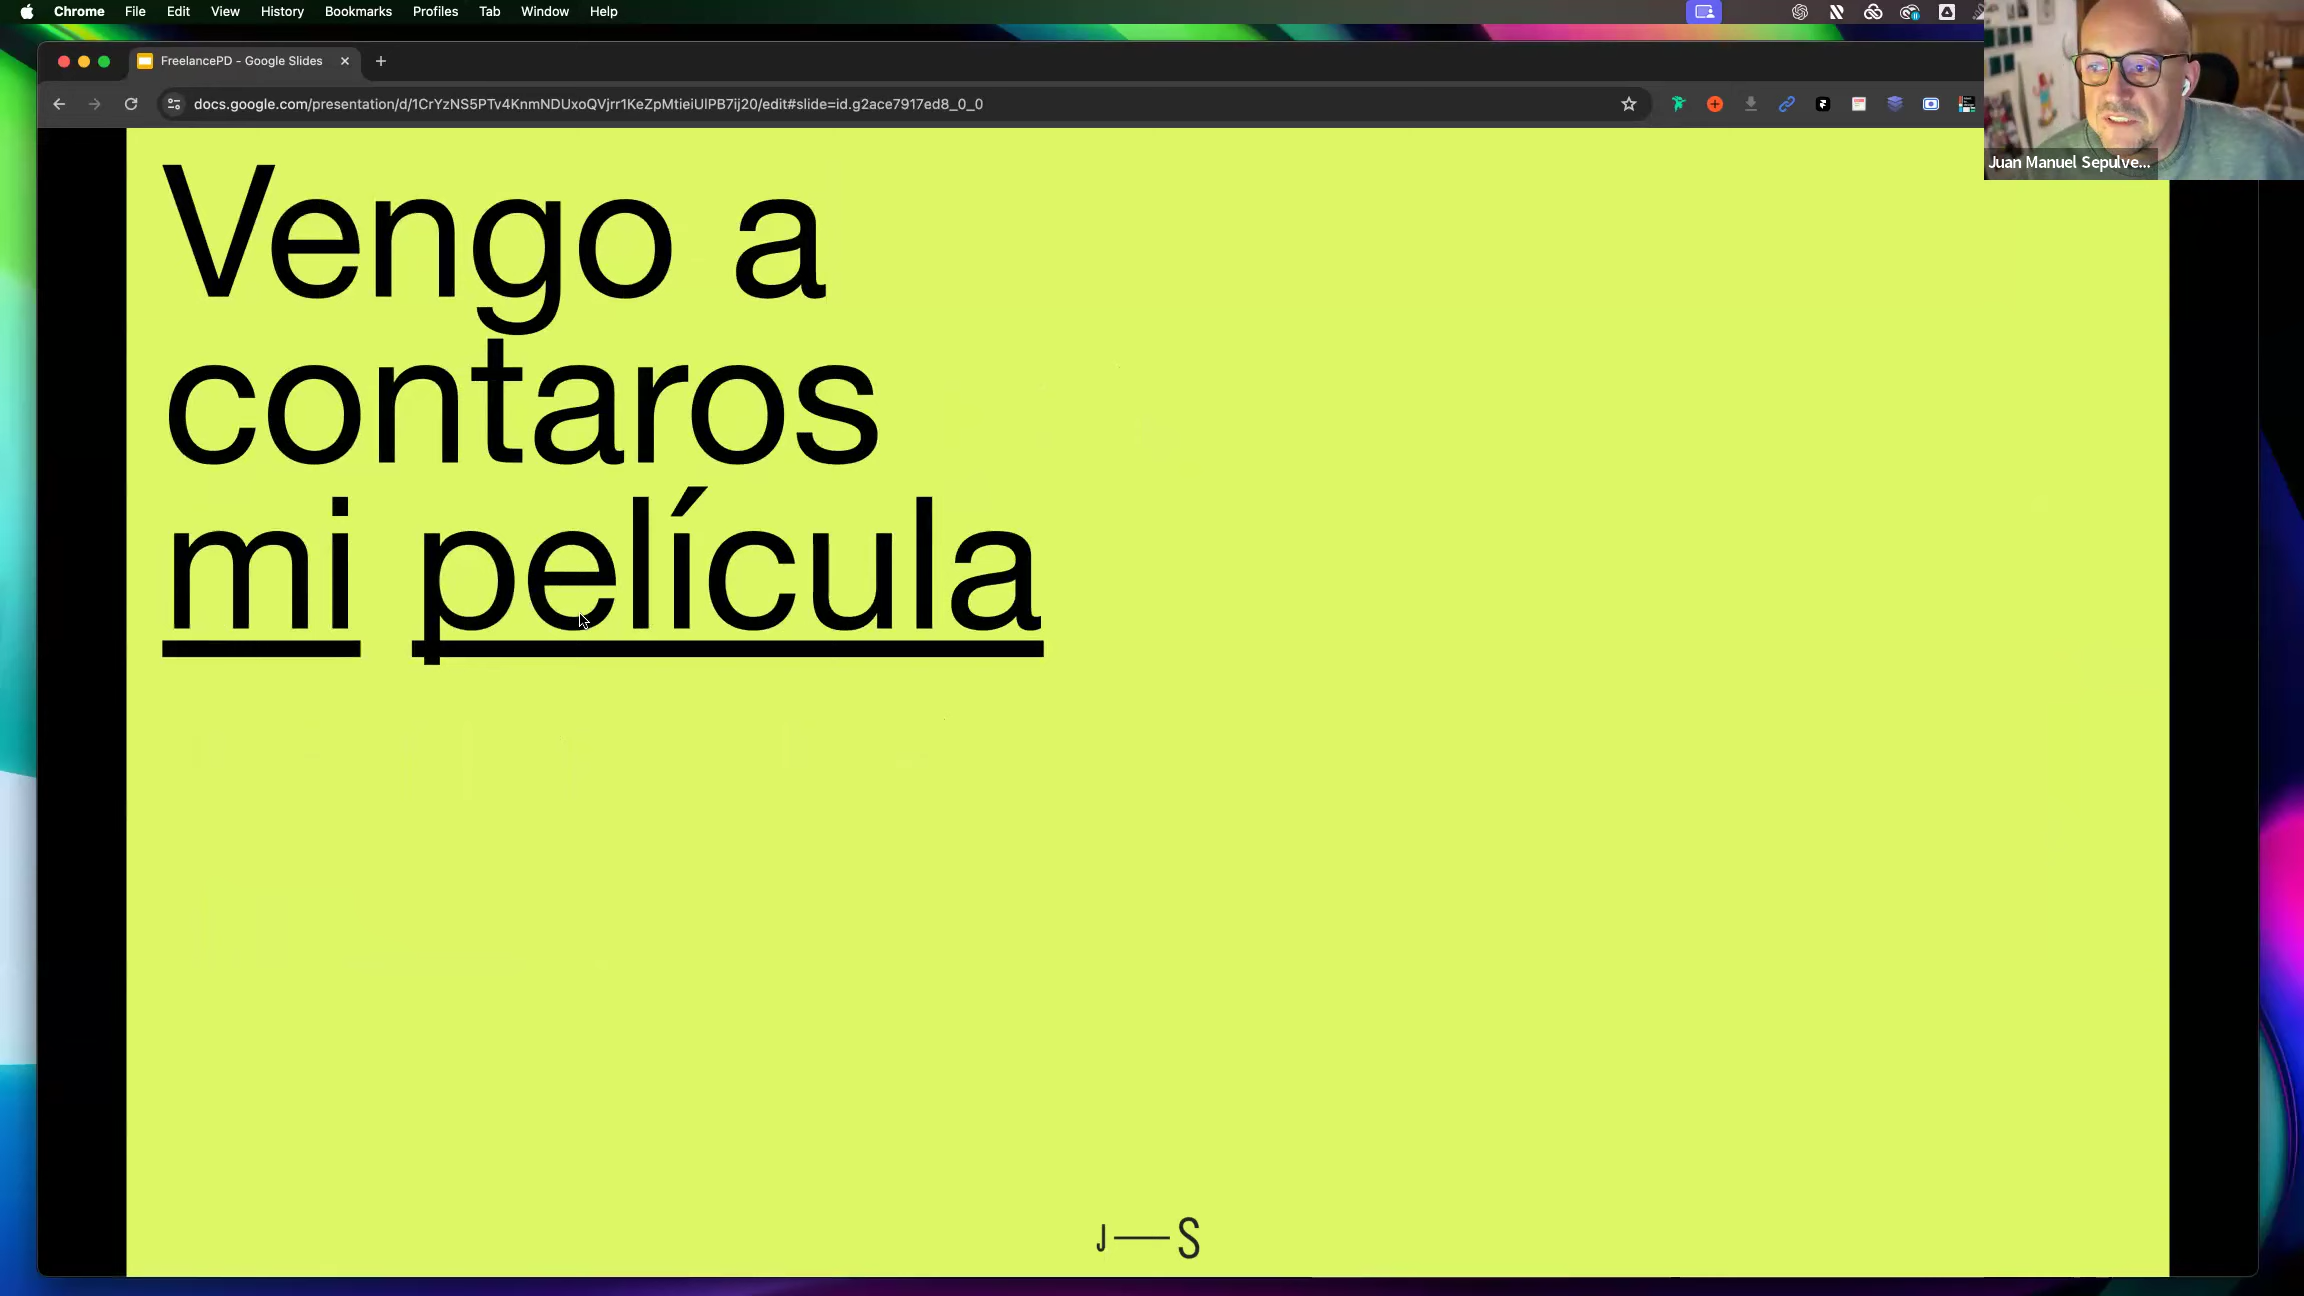 Chrome File Edit View History Bookmarks Profiles Tab Window Help
FreelancePD - Google Slides
docs.google.com/presentation/d/1CrYzNS5PTv4KnmNDUxoQVjrr1KeZpMtieiUlPB7ij20/edit#slide=id.g2ace7917ed8_0_0
Juan Manuel Sepulve...
Vengo a
contaros
mi película
J—S